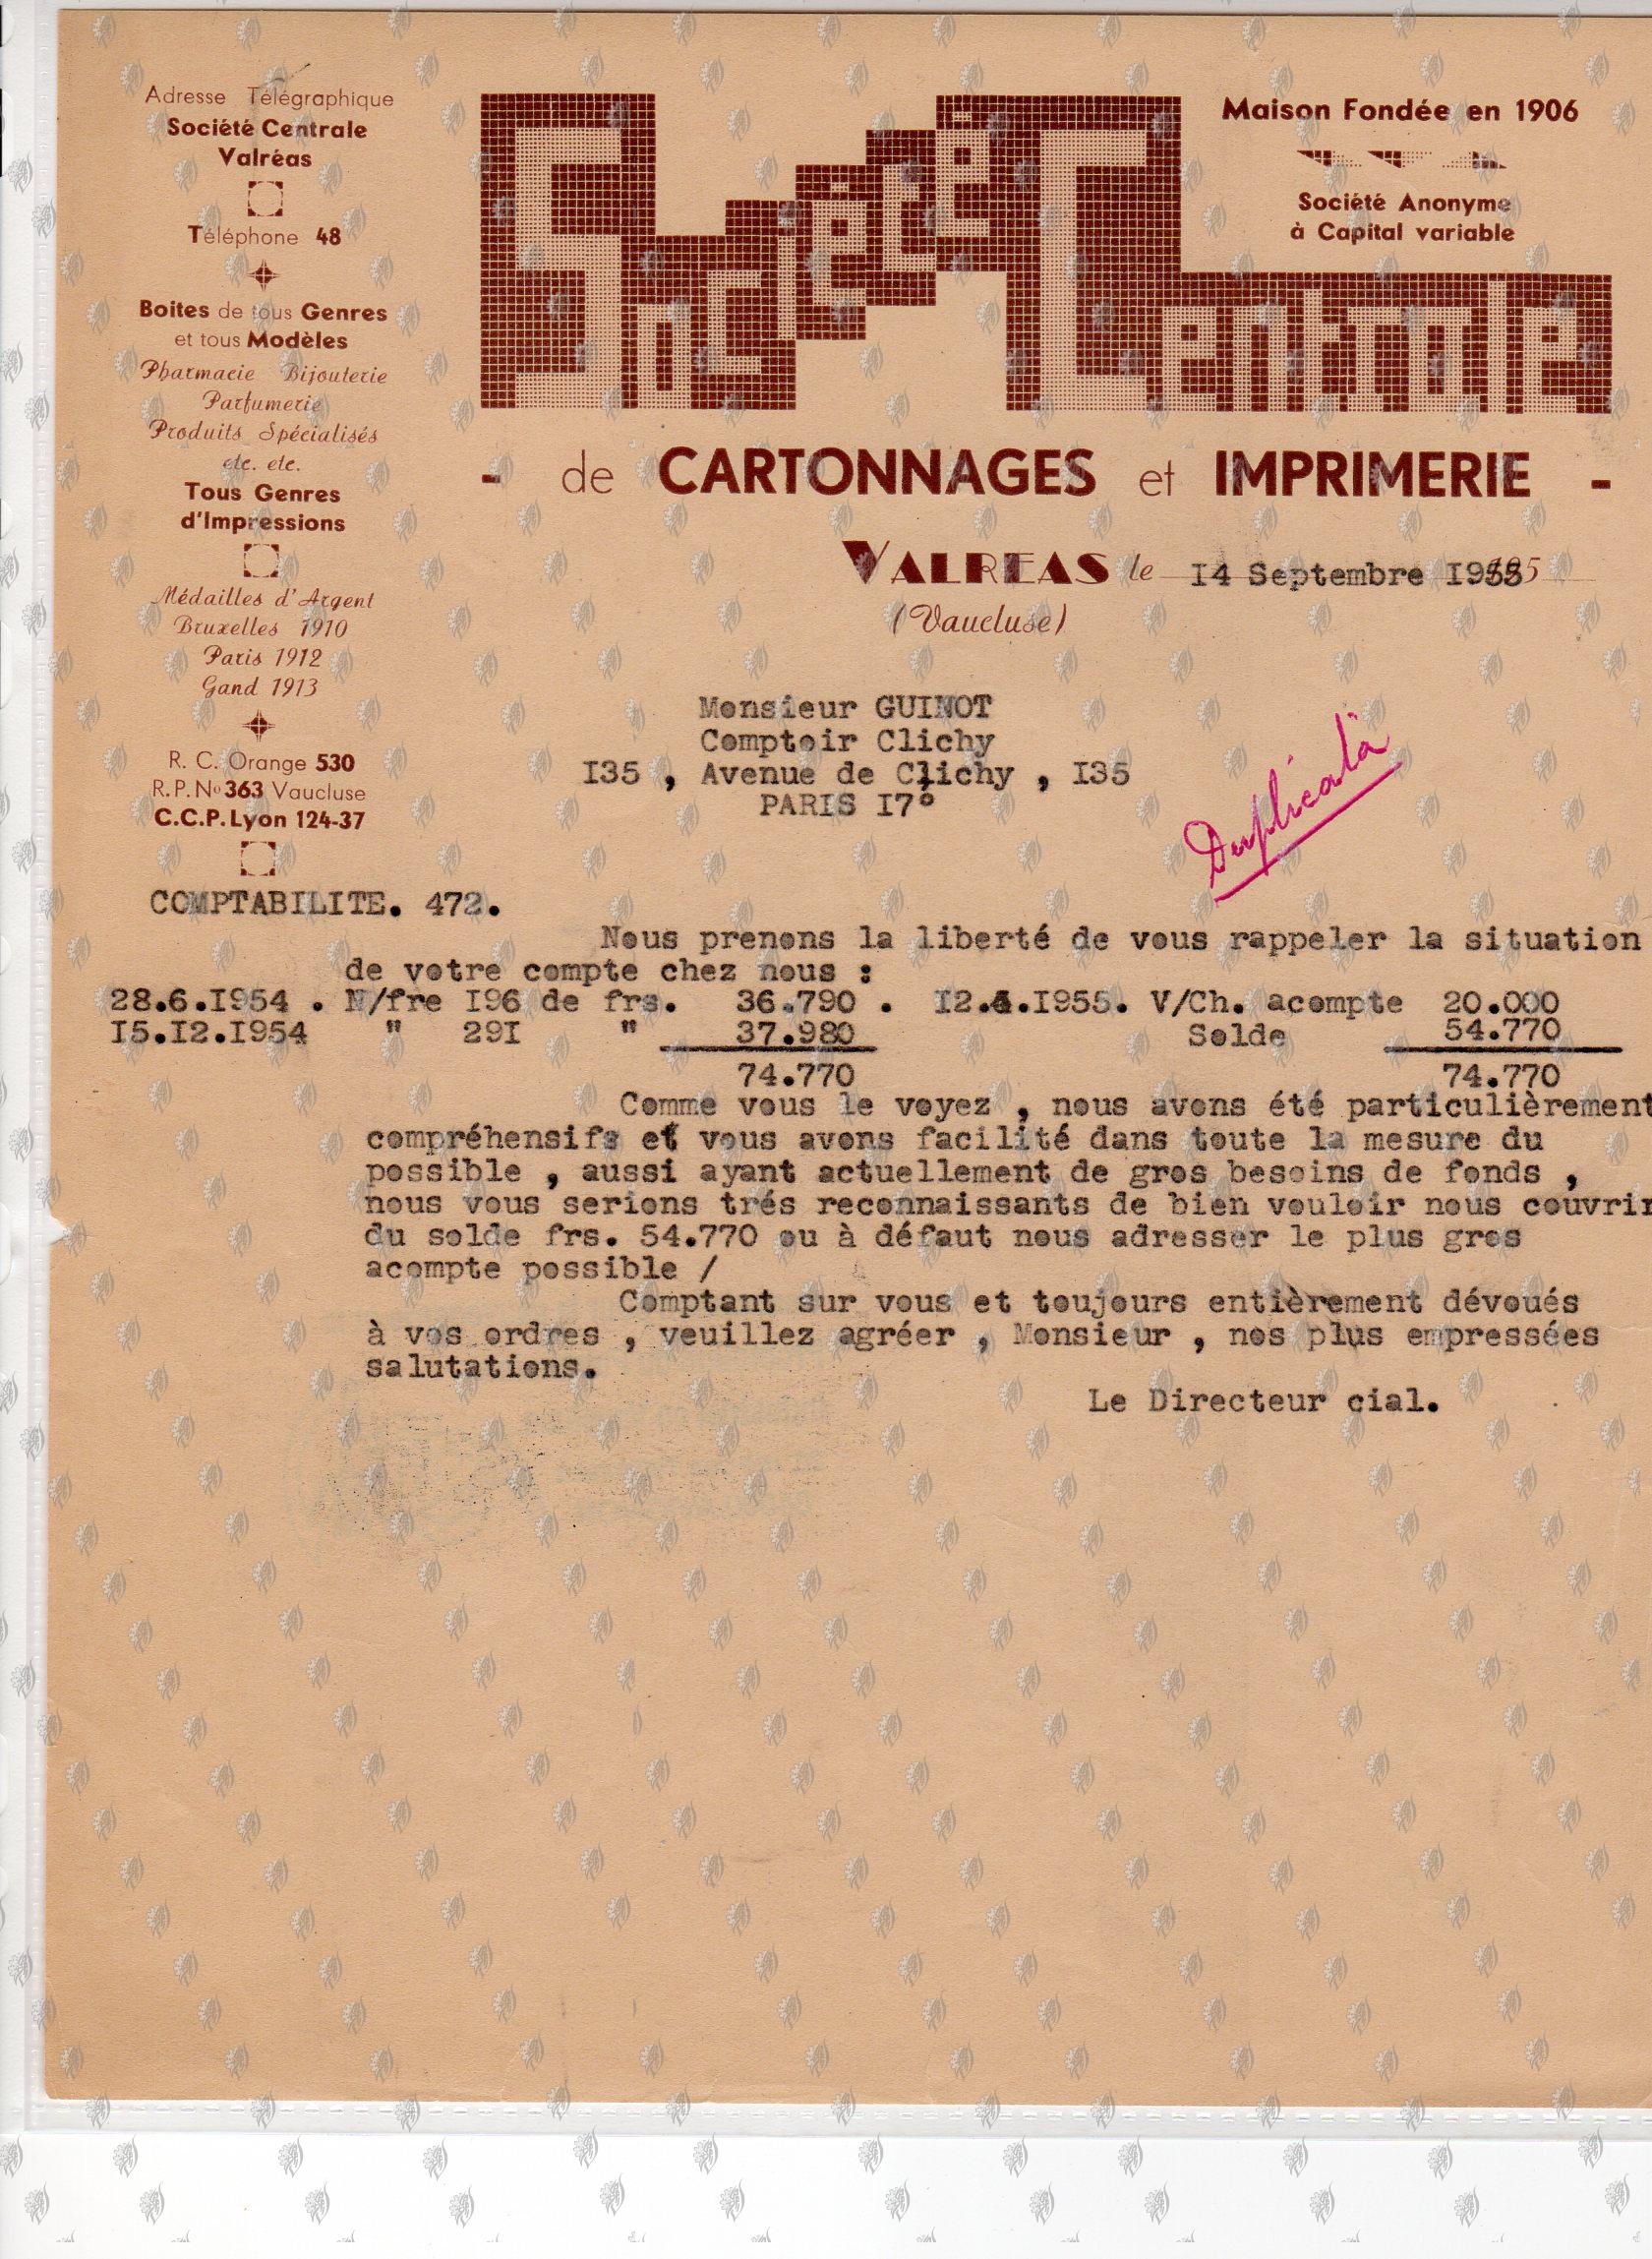 Adresse Télégraphique
Société Centrale
Valréas
Téléphone 48
Boites de tous Genres
et tous Modèles
Pharmacie Bijouterie
Parfumerie
Produits Spécialisés
etc. etc.
Tous Genres
d'Impressions
Médailles d'Argent
Bruxelles 1910
Paris 1912
Gand 1913
R. C. Orange 530
R.P. No 363 Vaucluse
C.C.P. Lyon 124-37
Maison Fondée en 1906
Société Anonyme
à Capital variable
Centrale
- de CARTONNAGES et IMPRIMERIE -
VALREAS le 14 Septembre
(Vaucluse)
Monsieur GUINOT
Comptoir Clichy
I35 , Avenue de Clichy , I35
PARIS I7°
Duplicata
COMPTABILITE. 472.
Nous prenons la liberté de vous rappeler la situation
de votre compte chez nous :
28.6.I954 . N/fre I96 de frs. 36.790 . I2.4.I955. V/Ch. acompte 20.000
I5.I2.I954 " 29I " 37.980 Solde 54.770
74.770 74.770
Comme vous le voyez , nous avons été particulièrement
compréhensifs et vous avons facilité dans toute la mesure du
possible , aussi ayant actuellement de gros besoins de fonds ,
nous vous serions trés reconnaissants de bien vouloir nous couvrir
du solde frs. 54.770 ou à défaut nous adresser le plus gros
acompte possible /
Comptant sur vous et toujours entièrement dévoués
à vos ordres , veuillez agréer , Monsieur , nos plus empressées
salutations.
Le Directeur cial.